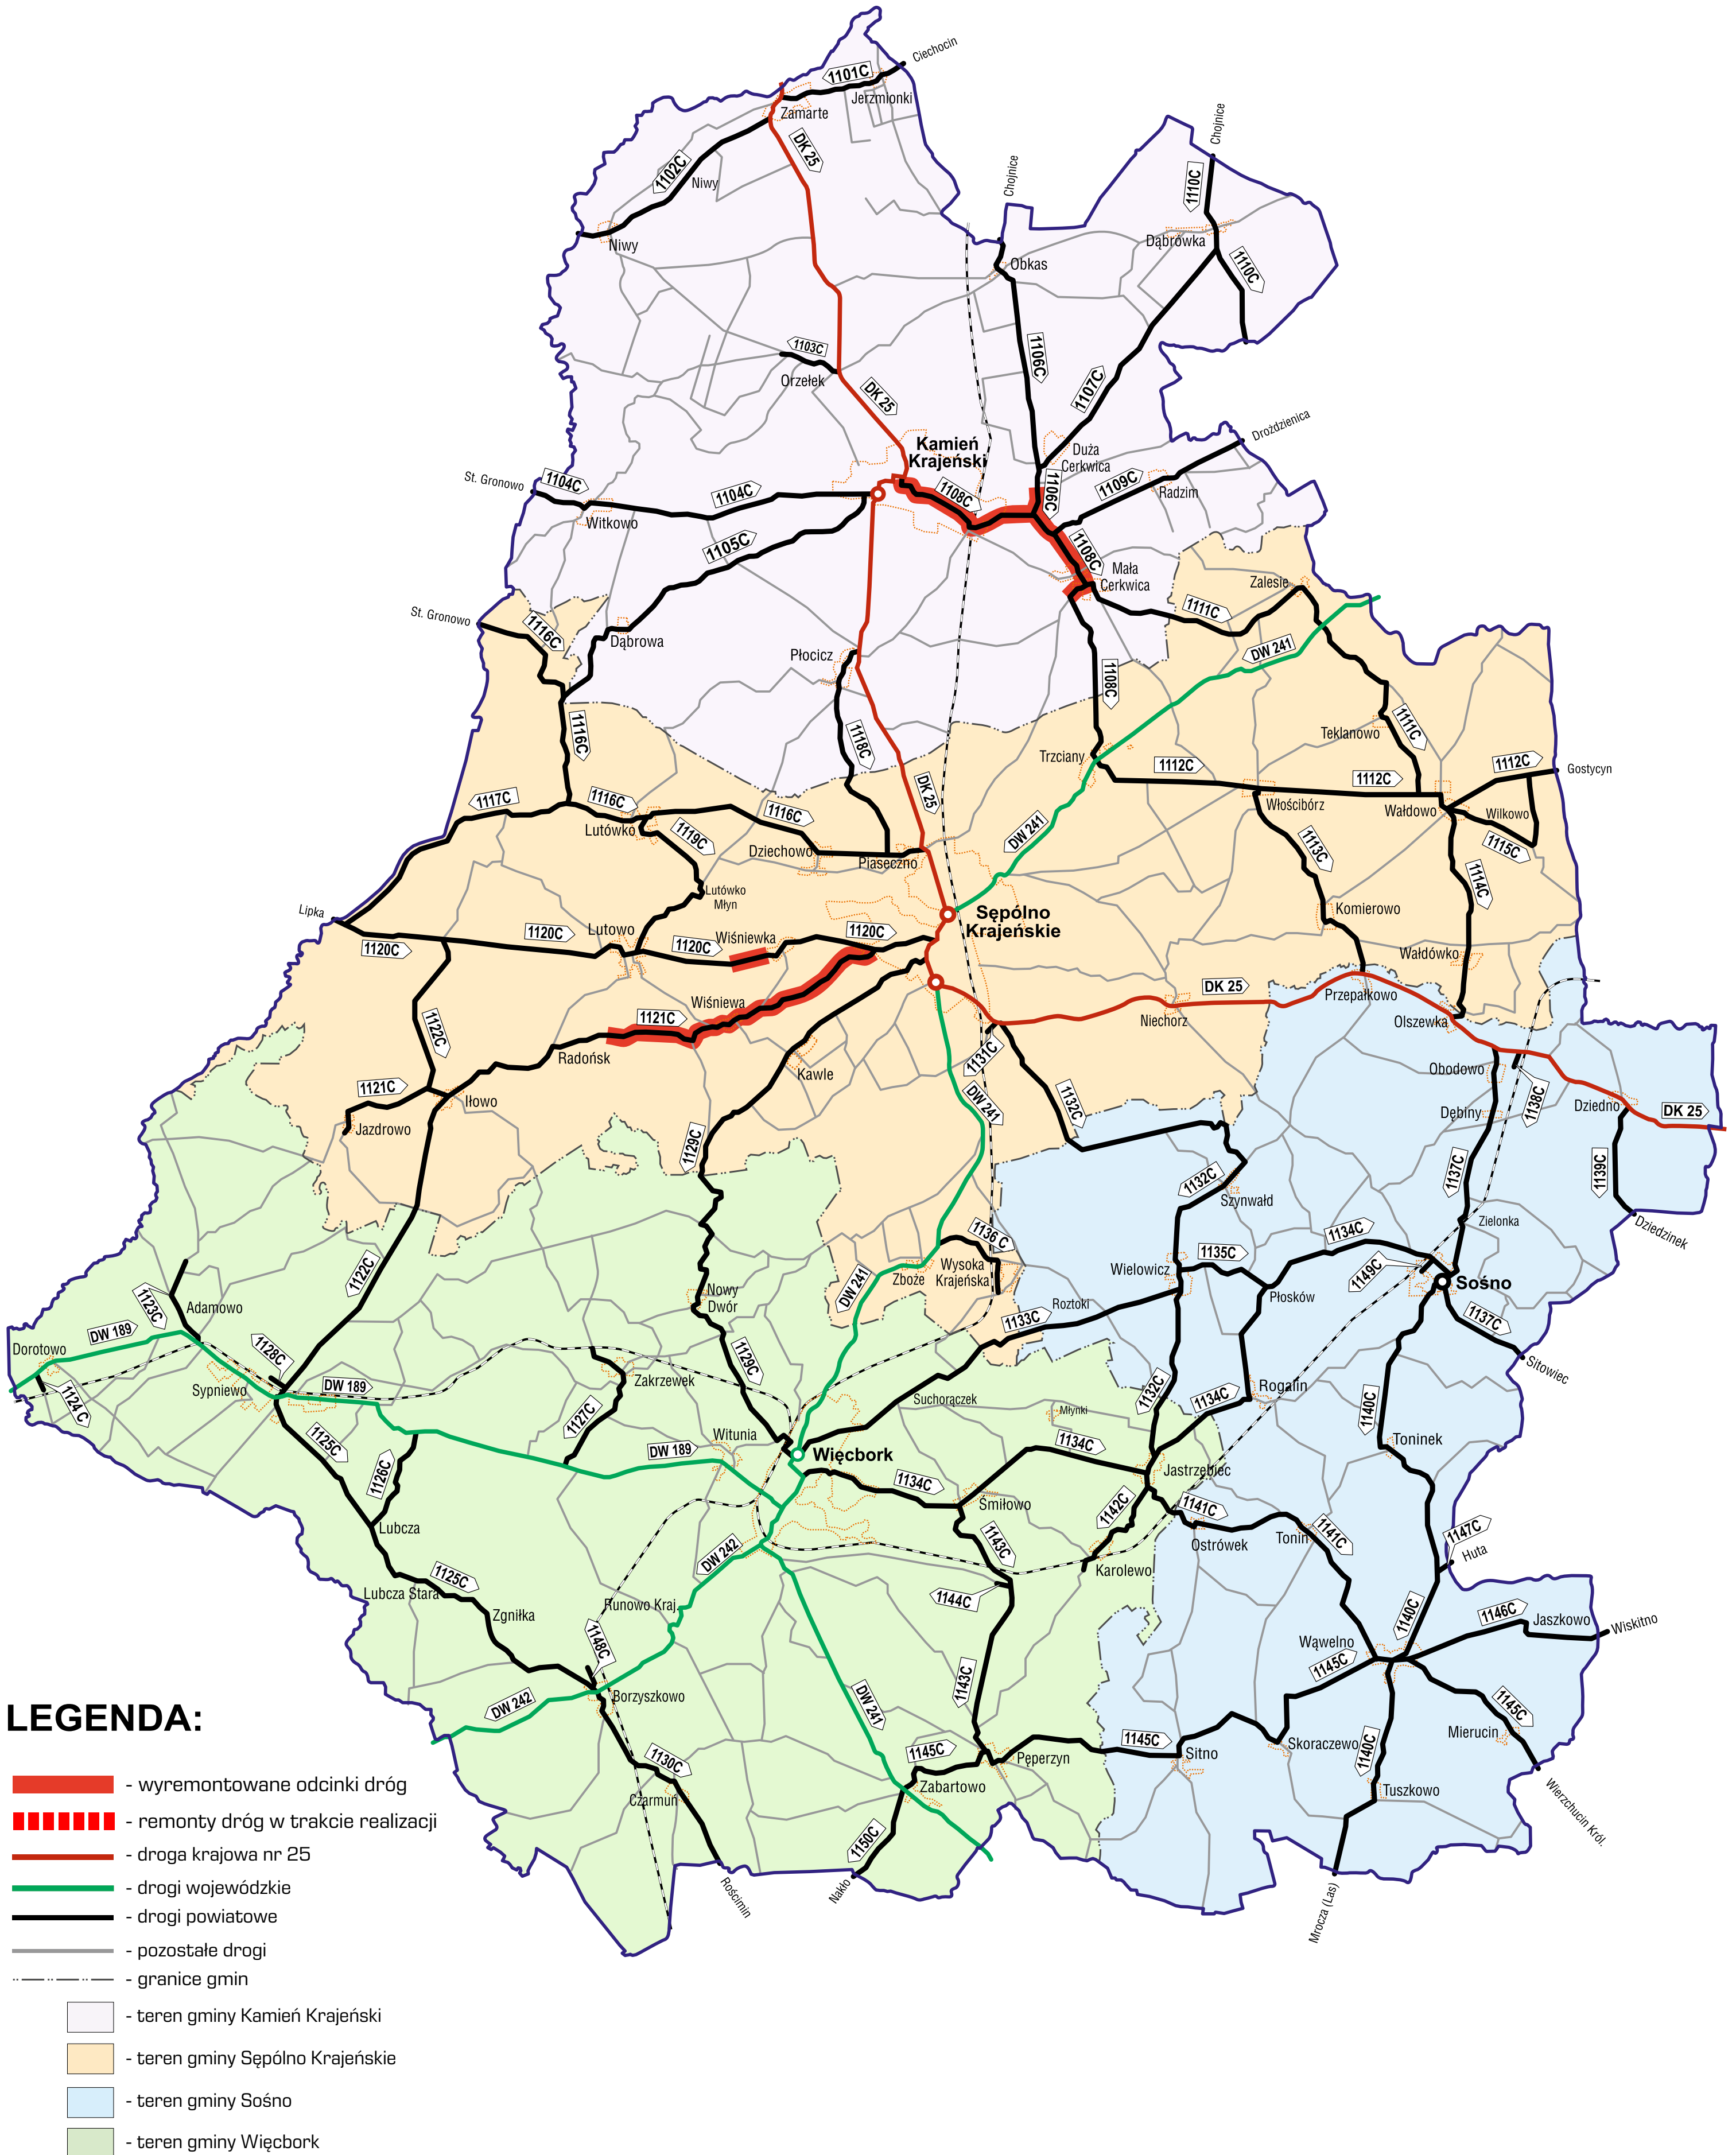 Ciechocin
1101C
Jerzmionki
Zamarte
DK 25
1102C
Niwy
Niwy
Chojnice
Chojnice
1110C
Dąbrówka
1110C
Obkas
1103C
Orzełek
1106C
1107C
DK 25
Kamień
Krajeński
Duża
Cerkwica
Drożdzienica
St. Gronowo
1104C
1104C
1108C
1106C
1109C
Radzim
Witkowo
1105C
1108C
Mała
Cerkwica
Zalesie
St. Gronowo
1116C
Dąbrowa
1111C
Płocicz
DW 241
1108C
1116C
1118C
Teklanowo
1111C
Trzciany
1112C
1112C
1112C
Gostycyn
1117C
1116C
1116C
DK 25
Włościbórz
Wałdowo
Wilkowo
Lutówko
1119C
Dziechowo
Piaseczno
DW 241
1113C
1115C
1114C
Lutówko
Młyn
Lipka
Sępólno
Krajeńskie
Komierowo
1120C
1120C
Lutowo
1120C
Wiśniewka
1120C
Wałdówko
DK 25
Przepałkowo
Wiśniewa
1121C
Niechorz
Olszewka
1122C
Radońsk
1131C
Kawle
Obodowo
1121C
Iłowo
DW 241
1132C
1138C
Dziedno
DK 25
Dębiny
Jazdrowo
1129C
1137C
1139C
1132C
Szynwałd
Zielonka
Dziedzinek
1136 C
1134C
1122C
Zboże
Wysoka
Krajeńska
Wielowicz
1135C
1149C
Sośno
DW 241
Nowy
Dwór
Roztoki
Płosków
1123C
Adamowo
1133C
1137C
DW 189
Dorotowo
1128C
1129C
Sitowiec
1124 C
Sypniewo
DW 189
Zakrzewek
Suchorączek
1132C
1134C
Rogalin
1140C
Młynki
1127C
1125C
Witunia
DW 189
Więcbork
1134C
Toninek
1126C
1134C
Jastrzębiec
Śmiłowo
1142C
1141C
Lubcza
Ostrówek
Tonin
1141C
1147C
Huta
1143C
DW 242
Karolewo
1125C
Lubcza Stara
1144C
Runowo Kraj.
Zgniłka
1140C
1146C
Jaszkowo
Wiskitno
1148C
Wąwelno
1145C
1143C
LEGENDA:
DW 242
Borzyszkowo
DW 241
1145C
Mierucin
1145C
Pęperzyn
1145C
Sitno
Skoraczewo
1140C
- wyremontowane odcinki dróg
1130C
Czarmuń
Zabartowo
Tuszkowo
Wierzchucin Król.
- remonty dróg w trakcie realizacji
1150C
- droga krajowa nr 25
Rościmin
Nakło
Mrocza (Las)
- drogi wojewódzkie
- drogi powiatowe
- pozostałe drogi
- granice gmin
- teren gminy Kamień Krajeński
- teren gminy Sępólno Krajeńskie
- teren gminy Sośno
- teren gminy Więcbork